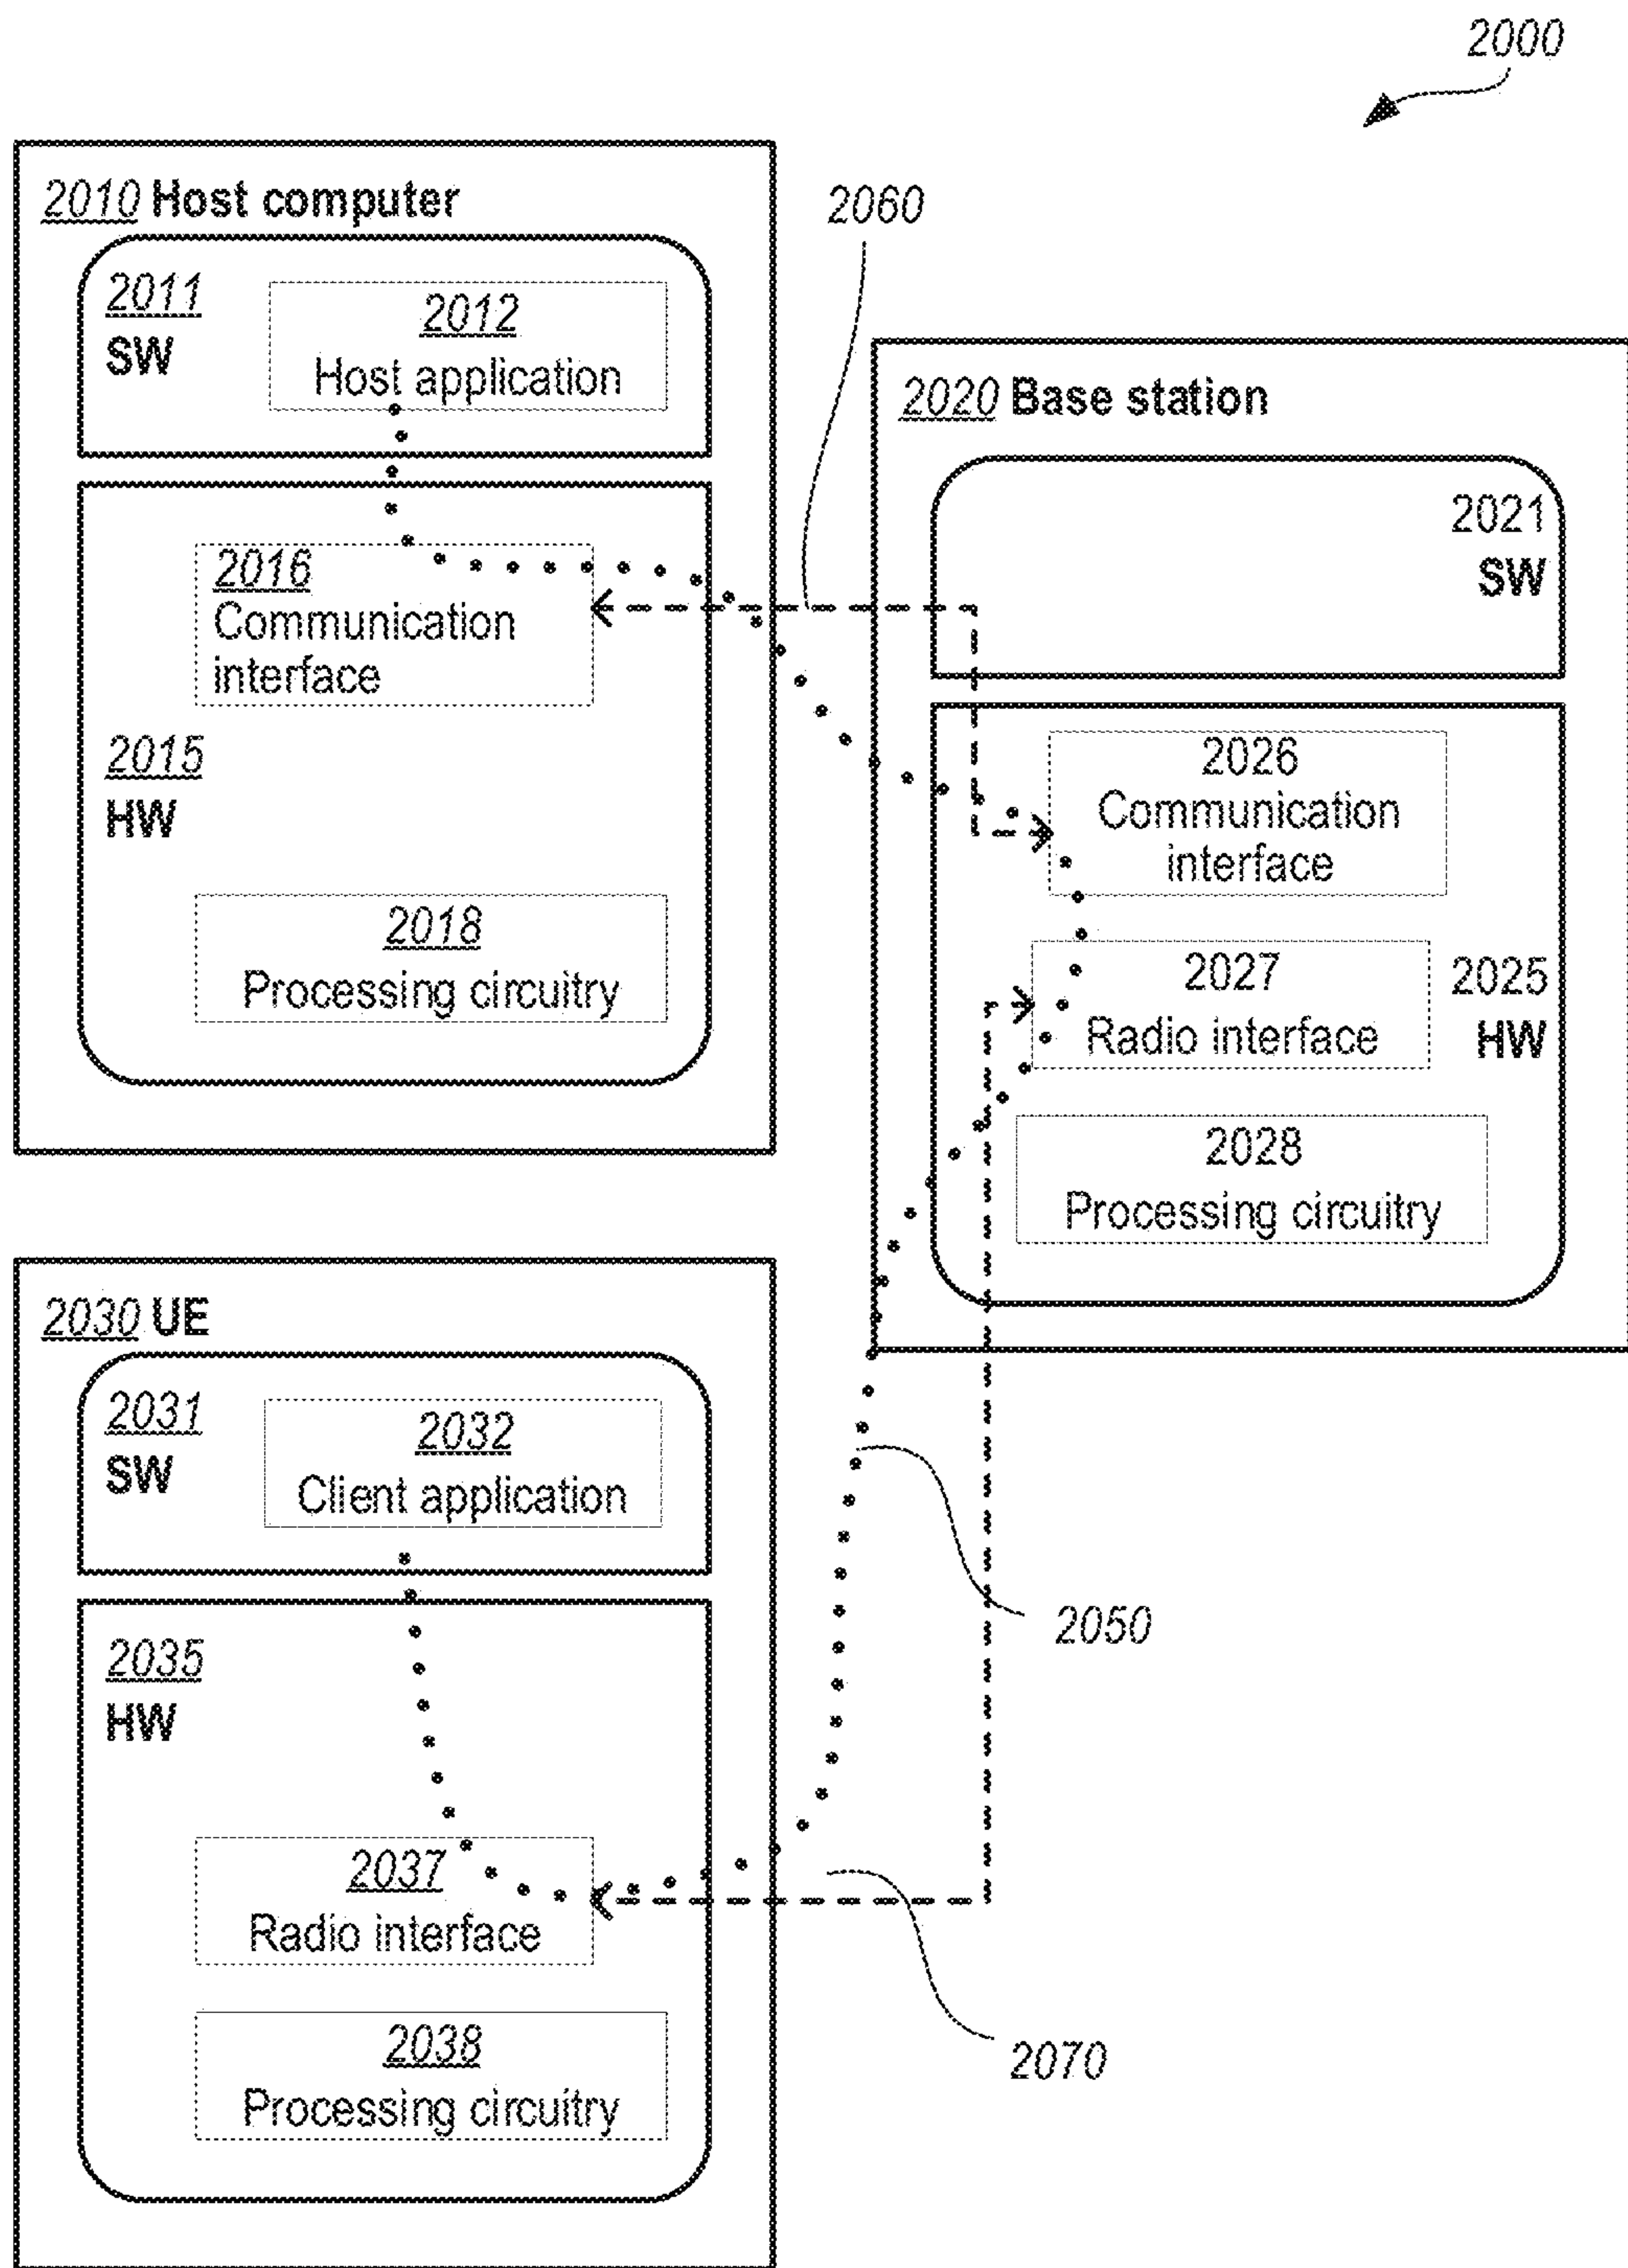 2000
2010 Host computer
2011
SW
2012
Host application
2016
Communication
interface
2015
HW
2018
Processing circuitry
2060
2020 Base station
2021
SW
2026
Communication
interface
2027
Radio interface
2025
HW
2028
Processing circuitry
2030 UE
2031
SW
2032
Client application
2035
HW
2037
Radio interface
2038
Processing circuitry
2050
2070